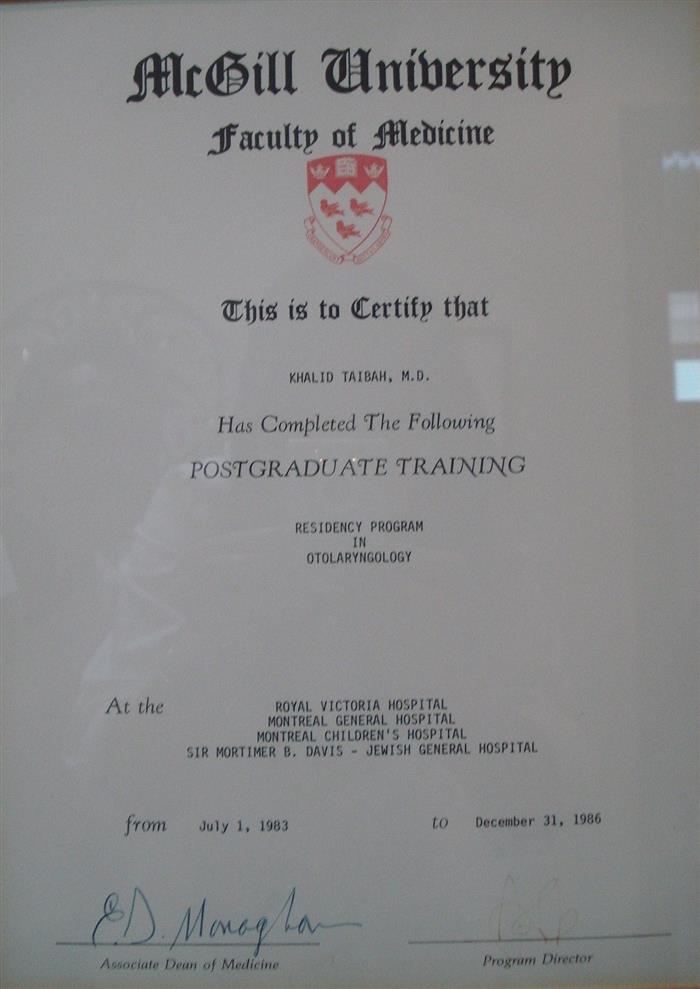 McGill University
Faculty of Medicine
This is to Certify that
KHALID TAIBAH, M.D.
Has Completed The Following
POSTGRADUATE TRAINING
RESIDENCY PROGRAM
IN
OTOLARYNGOLOGY
At the ROYAL VICTORIA HOSPITAL
MONTREAL GENERAL HOSPITAL
MONTREAL CHILDREN'S HOSPITAL
SIR MORTIMER B. DAVIS - JEWISH GENERAL HOSPITAL
from July 1, 1983 to December 31, 1986
E.D. Monaghan
Associate Dean of Medicine Program Director